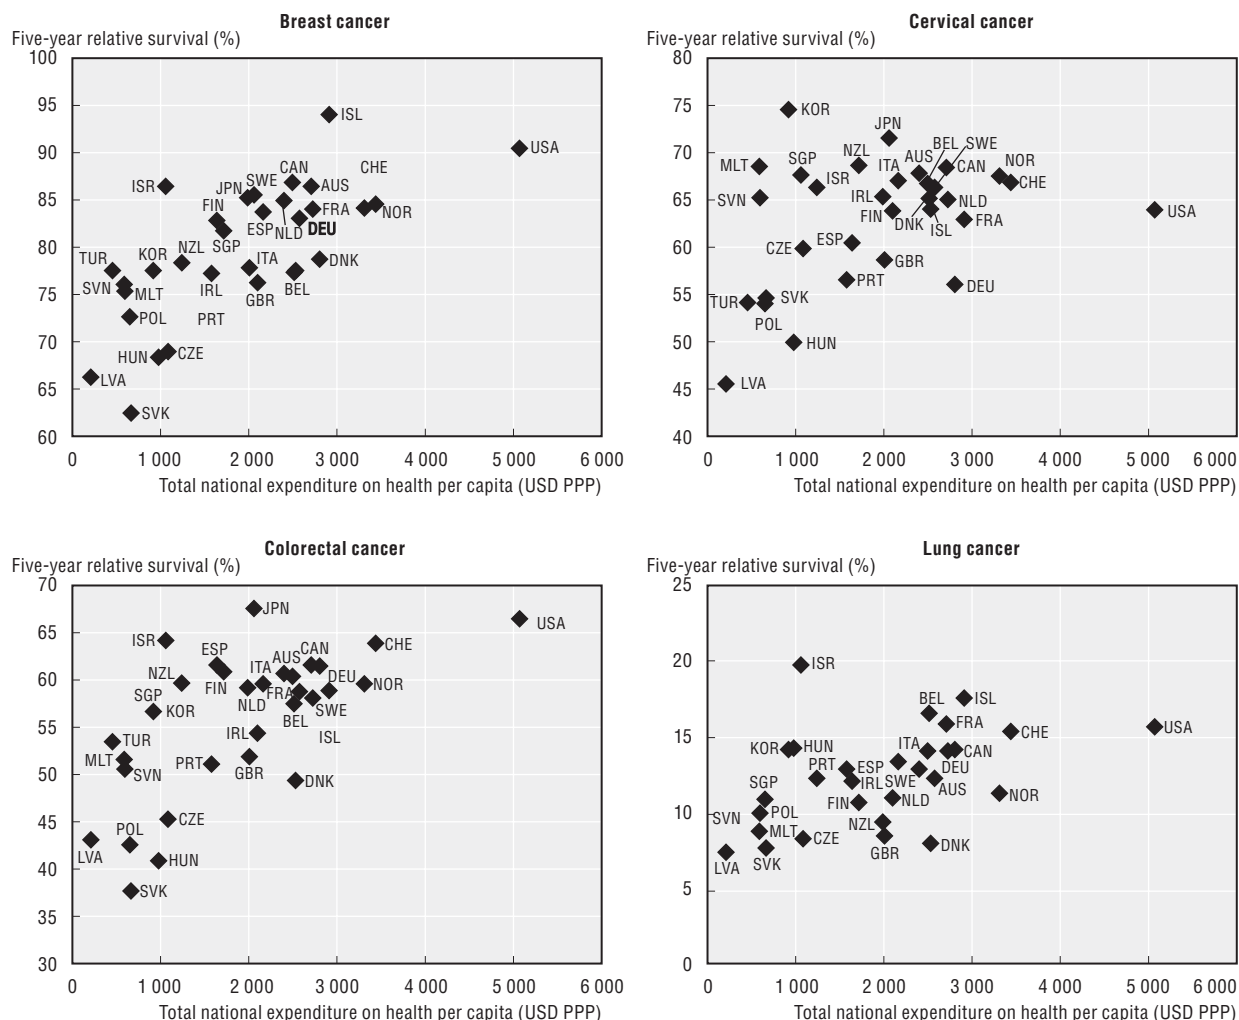 Breast cancer
Five-year relative survival (%)
100
95
90
85
80
75
70
65
60
ISL
USA
CAN
CHE
ISR
JPN
SWE
AUS
FIN
FRA
NOR
ESP
NLD
DEU
SGP
TUR
KOR
NZL
ITA
DNK
SVN
MLT
IRL
GBR
BEL
POL
PRT
HUN
CZE
LVA
SVK
0
1 000
2 000
3 000
4 000
5 000
6 000
Total national expenditure on health per capita (USD PPP)
Cervical cancer
Five-year relative survival (%)
80
75
70
65
60
55
50
45
40
KOR
JPN
BEL
SWE
MLT
SGP
NZL
ITA
AUS
CAN
NOR
ISR
CHE
SVN
IRL
NLD
USA
FIN
DNK
ISL
FRA
CZE
ESP
GBR
PRT
DEU
TUR
SVK
POL
HUN
LVA
0
1 000
2 000
3 000
4 000
5 000
6 000
Total national expenditure on health per capita (USD PPP)
Colorectal cancer
Five-year relative survival (%)
70
65
60
55
50
45
40
35
30
JPN
USA
ISR
ESP
CHE
NZL
ITA
AUS
CAN
FIN
FRA
DEU
NOR
SGP
KOR
NLD
BEL
SWE
TUR
IRL
ISL
MLT
SVN
PRT
GBR
DNK
CZE
POL
LVA
HUN
SVK
0
1 000
2 000
3 000
4 000
5 000
6 000
Total national expenditure on health per capita (USD PPP)
Lung cancer
Five-year relative survival (%)
25
20
15
10
5
0
ISR
BEL
ISL
FRA
USA
CHE
KOR
HUN
ITA
CAN
PRT
ESP
DEU
SGP
IRL
SWE
AUS
NOR
SVN
POL
FIN
NLD
MLT
CZE
NZL
GBR
DNK
LVA
SVK
0
1 000
2 000
3 000
4 000
5 000
6 000
Total national expenditure on health per capita (USD PPP)